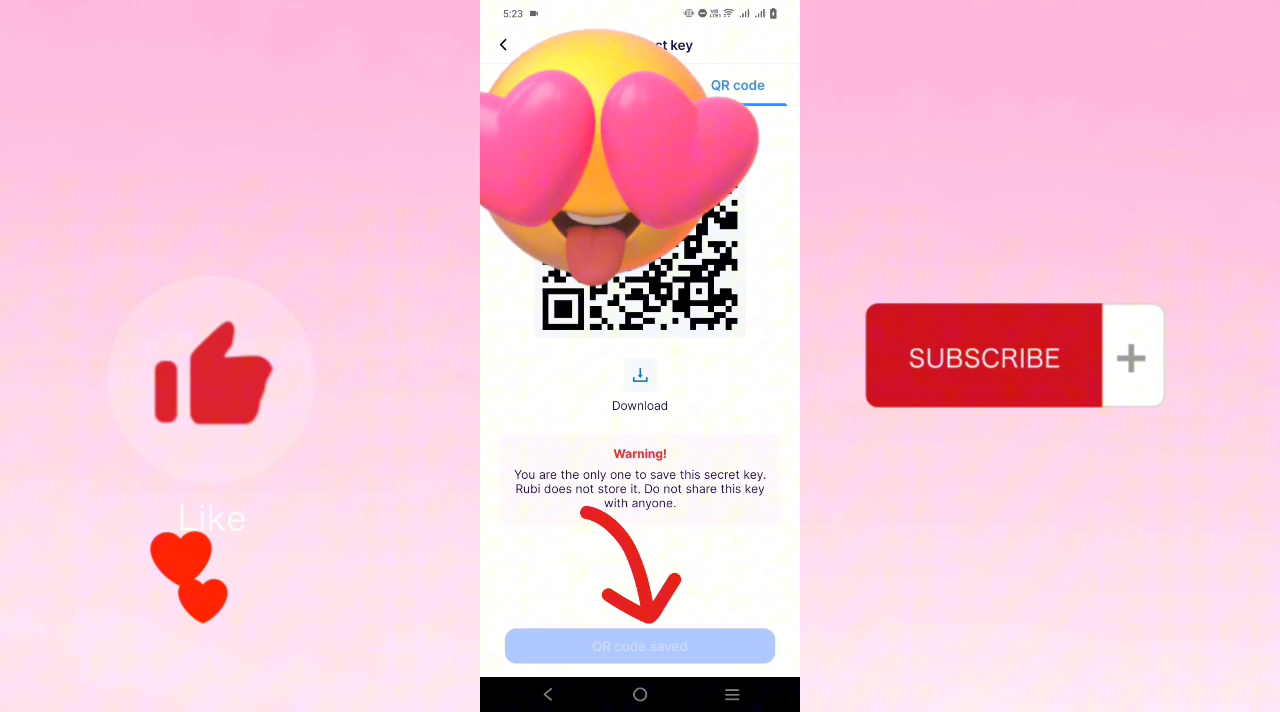 5:23
ct key
QR code
Download
Warning!
You are the only one to save this secret key.
Rubi does not store it. Do not share this key
with anyone.
QR code saved
Like
SUBSCRIBE